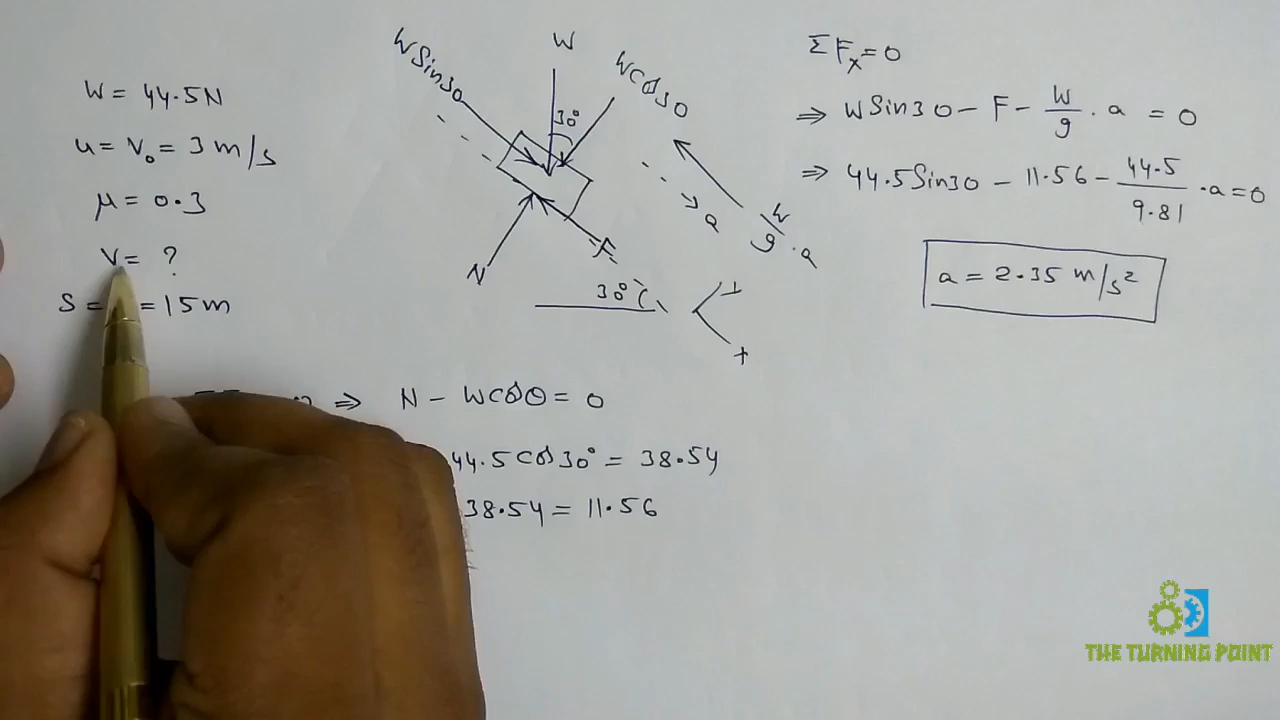 W = 44.5N
u = V₀ = 3 m/s
μ = 0.3
V = ?
S = = 15 m
WSin30
W
Wcos30
30°
N
F
a
W/g · a
30°
+
+
ΣFₓ = 0
⇒ WSin30 - F - W/g · a = 0
⇒ 44.5Sin30 - 11.56 - 44.5/9.81 · a = 0
a = 2.35 m/s²
⇒ N - Wcosθ = 0
44.5cos30° = 38.54
38.54 = 11.56
THE TURNING POINT